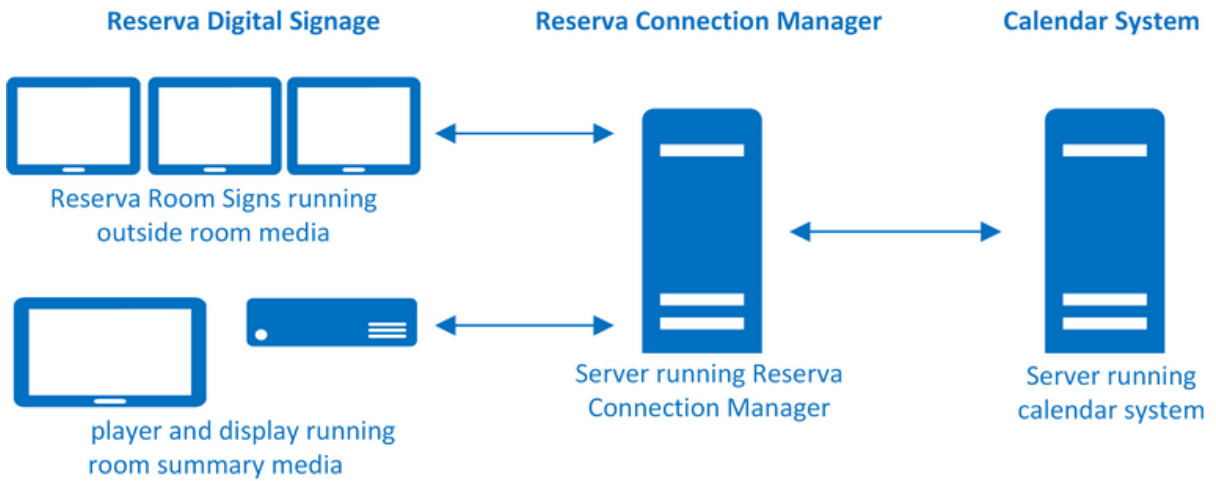 Reserva Digital Signage
Reserva Connection Manager
Calendar System
Reserva Room Signs running
outside room media
player and display running
room summary media
Server running Reserva
Connection Manager
Server running
calendar system